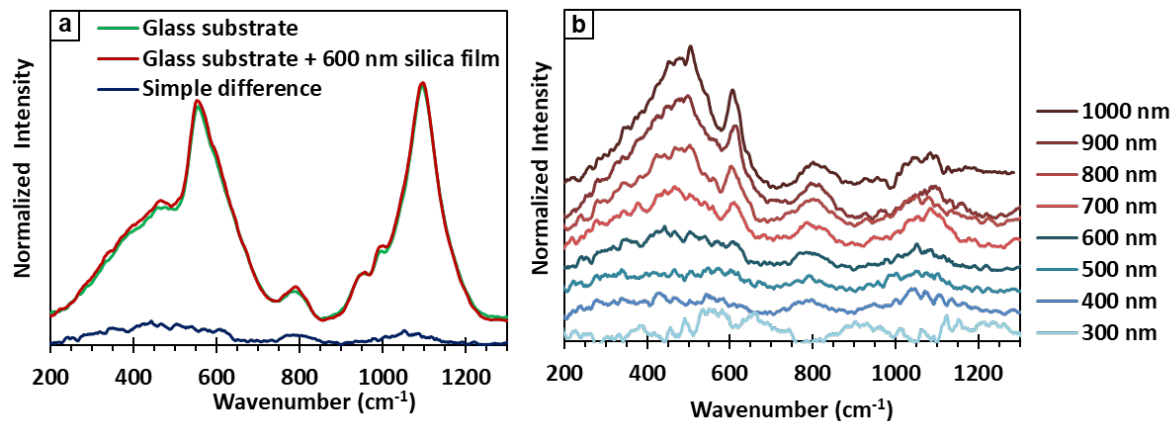 a
Glass substrate
Glass substrate + 600 nm silica film
Simple difference
Normalized Intensity
200 400 600 800 1000 1200
Wavenumber (cm⁻¹)
b
Normalized Intensity
200 400 600 800 1000 1200
Wavenumber (cm⁻¹)
1000 nm
900 nm
800 nm
700 nm
600 nm
500 nm
400 nm
300 nm